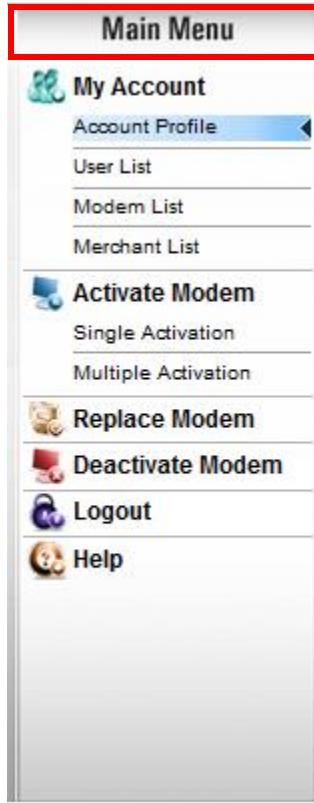 Main Menu
My Account
Account Profile
User List
Modem List
Merchant List
Activate Modem
Single Activation
Multiple Activation
Replace Modem
Deactivate Modem
Logout
Help